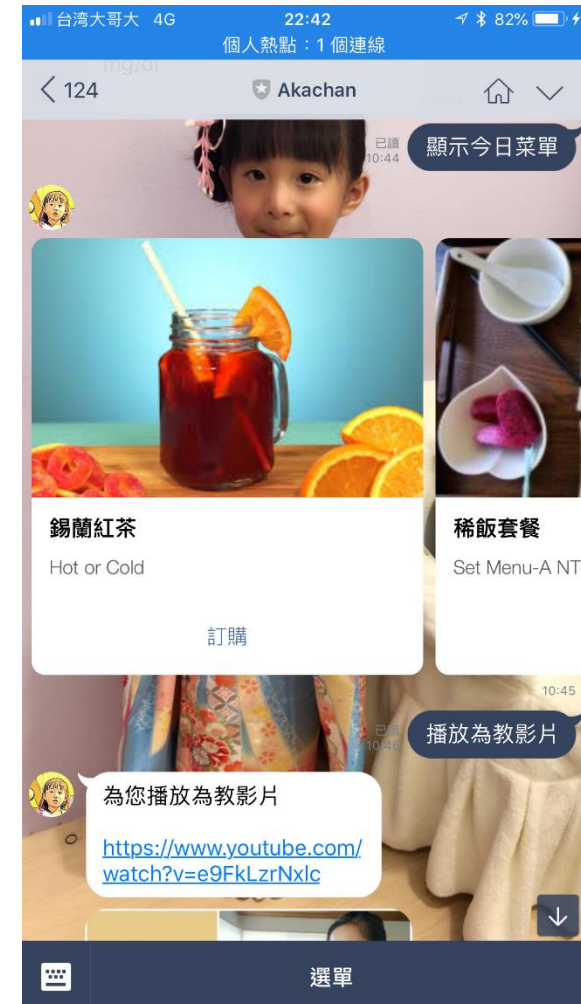 台湾大哥大 4G 22:42 82%
個人熱點：1 個連線
mg/dl
124 Akachan
已讀
10:44
顯示今日菜單
錫蘭紅茶
Hot or Cold
訂購
稀飯套餐
Set Menu-A NT
10:45
已讀
播放為教影片
為您播放為教影片
https://www.youtube.com/
watch?v=e9FkLzrNxlc
選單